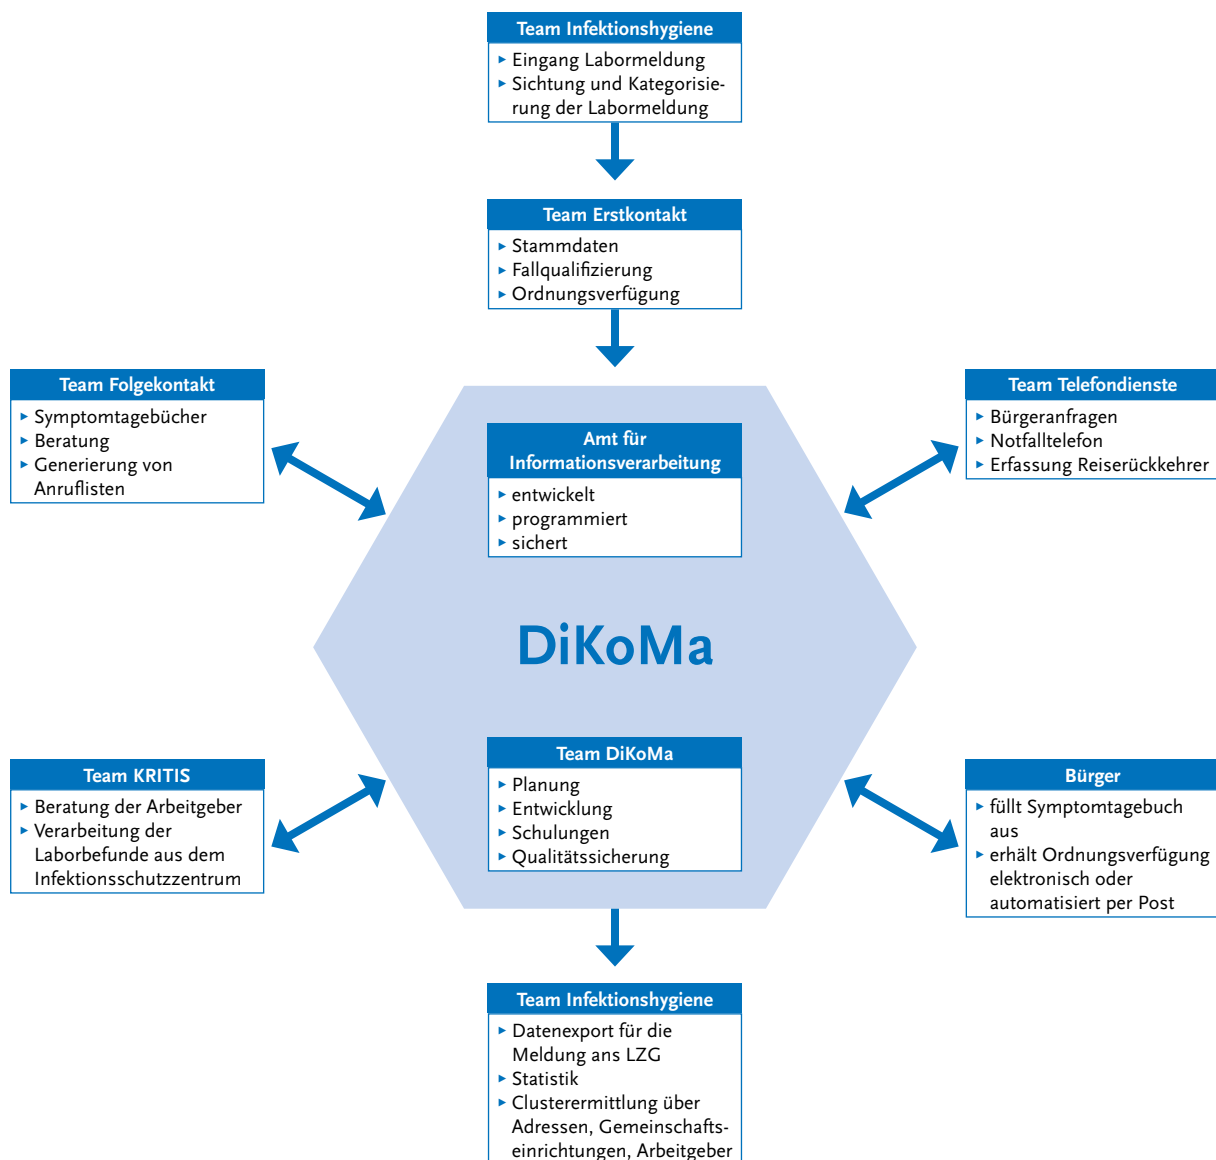 Team Infektionshygiene
▸ Eingang Labormeldung
▸ Sichtung und Kategorisie-
rung der Labormeldung
Team Erstkontakt
▸ Stammdaten
▸ Fallqualifizierung
▸ Ordnungsverfügung
Team Folgekontakt
▸ Symptomtagebücher
▸ Beratung
▸ Generierung von
Anruflisten
Amt für
Informationsverarbeitung
▸ entwickelt
▸ programmiert
▸ sichert
Team Telefondienste
▸ Bürgeranfragen
▸ Notfalltelefon
▸ Erfassung Reiserückkehrer
DiKoMa
Team KRITIS
▸ Beratung der Arbeitgeber
▸ Verarbeitung der
Laborbefunde aus dem
Infektionsschutzzentrum
Team DiKoMa
▸ Planung
▸ Entwicklung
▸ Schulungen
▸ Qualitätssicherung
Bürger
▸ füllt Symptomtagebuch
aus
▸ erhält Ordnungsverfügung
elektronisch oder
automatisiert per Post
Team Infektionshygiene
▸ Datenexport für die
Meldung ans LZG
▸ Statistik
▸ Clusterermittlung über
Adressen, Gemeinschafts-
einrichtungen, Arbeitgeber